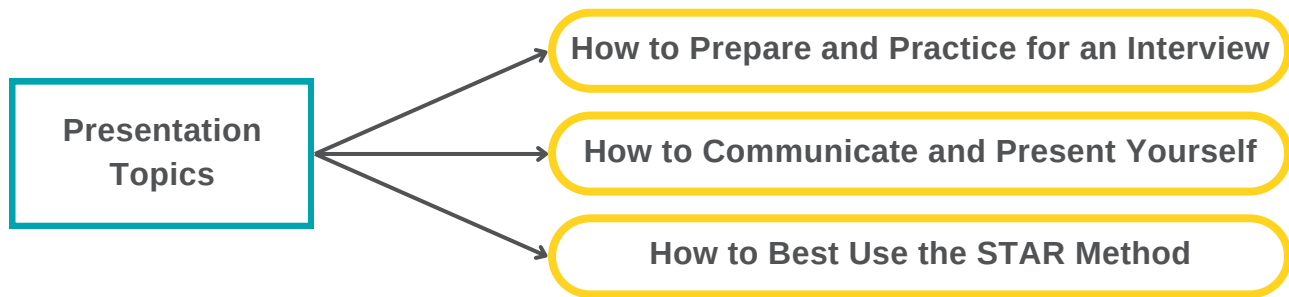 Presentation
Topics
How to Prepare and Practice for an Interview
How to Communicate and Present Yourself
How to Best Use the STAR Method